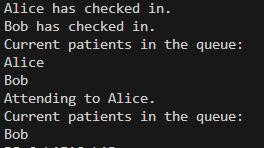 Alice has checked in.
Bob has checked in.
Current patients in the queue:
Alice
Bob
Attending to Alice.
Current patients in the queue:
Bob